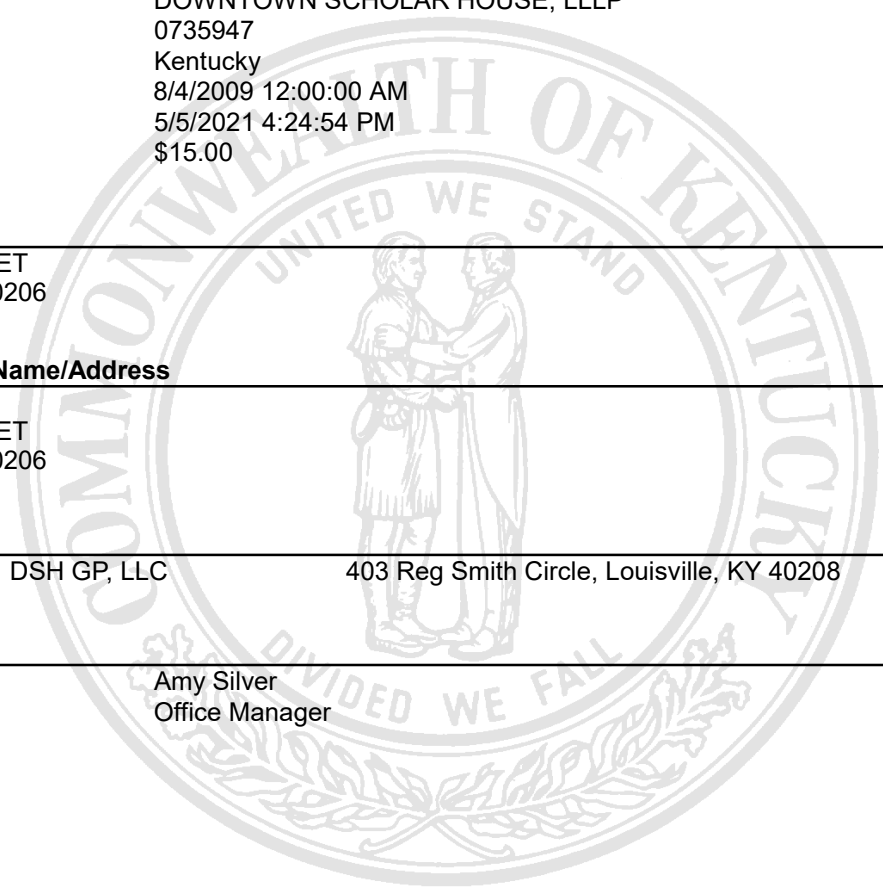 DOWNTOWN SCHOLAR HOUSE, LLLP
0735947
Kentucky
8/4/2009 12:00:00 AM
5/5/2021 4:24:54 PM
$15.00
COMMONWEALTH OF KENTUCKY
UNITED WE STAND
ET
0206
Name/Address
ET
0206
DSH GP, LLC 403 Reg Smith Circle, Louisville, KY 40208
DIVIDED WE FALL
Amy Silver
Office Manager